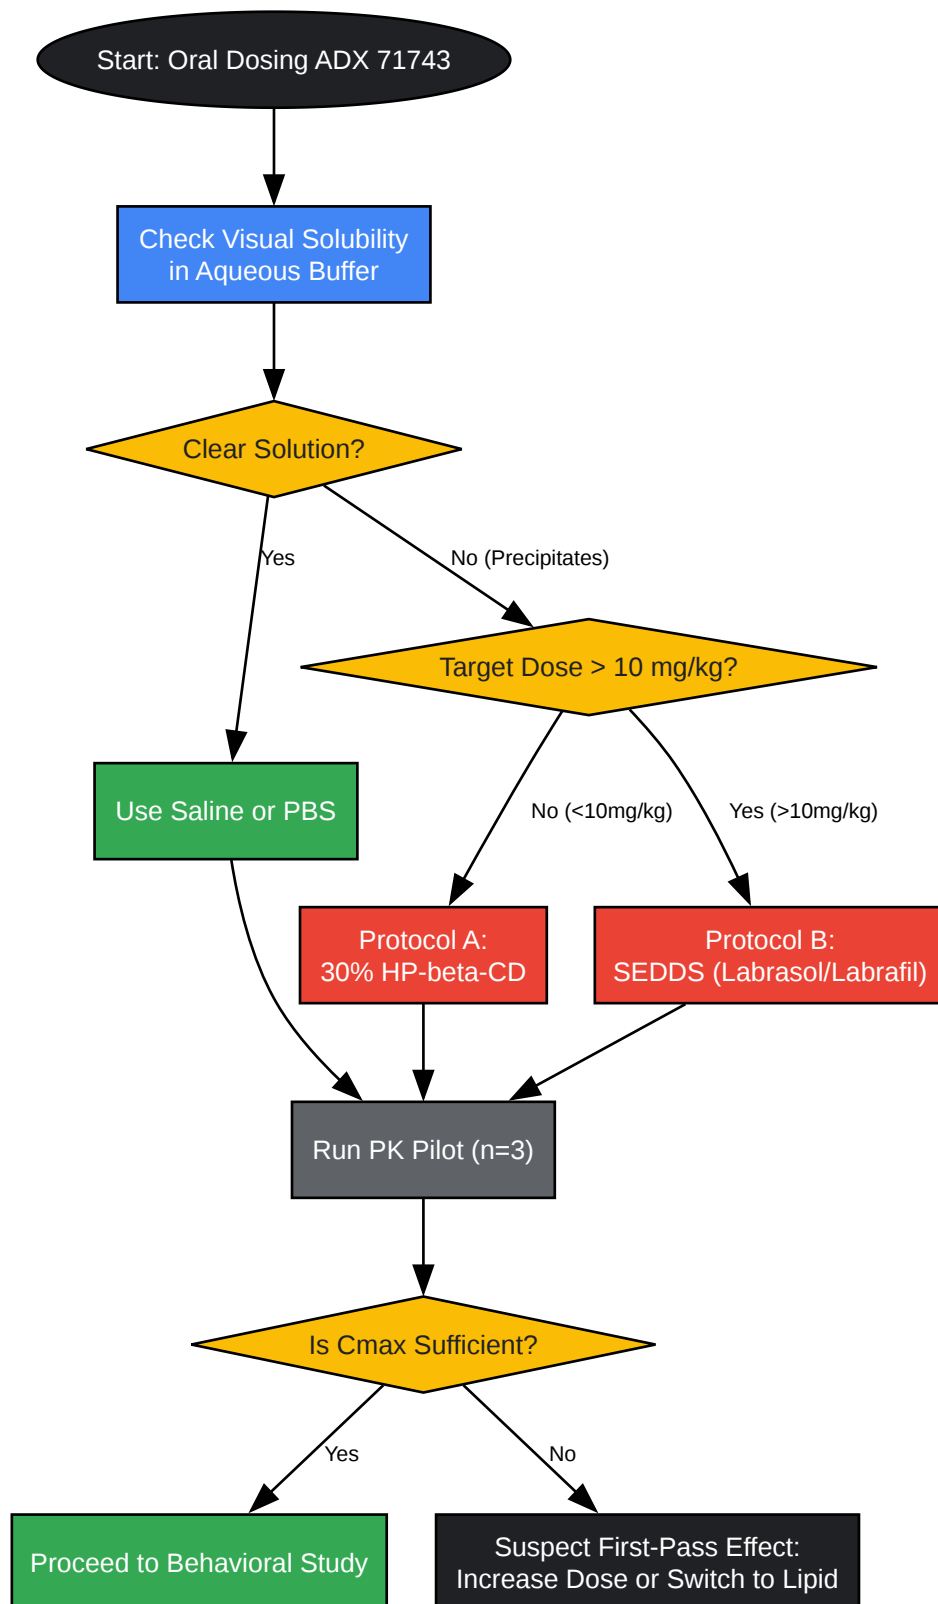 Start: Oral Dosing ADX 71743
Check Visual Solubility
in Aqueous Buffer
Clear Solution?
Yes
No (Precipitates)
Target Dose > 10 mg/kg?
Use Saline or PBS
No (<10mg/kg)
Yes (>10mg/kg)
Protocol A:
30% HP-beta-CD
Protocol B:
SEDDS (Labrasol/Labrafil)
Run PK Pilot (n=3)
Is Cmax Sufficient?
Yes
No
Proceed to Behavioral Study
Suspect First-Pass Effect:
Increase Dose or Switch to Lipid